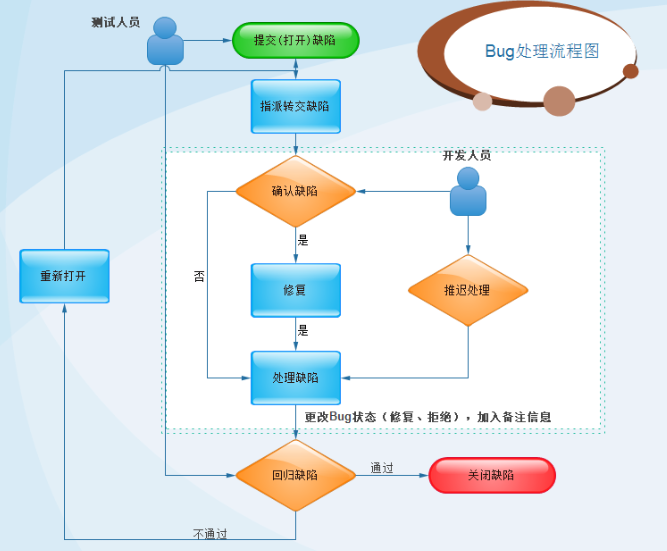 测试人员
提交(打开)缺陷
Bug处理流程图
指派转交缺陷
开发人员
确认缺陷
是
否
重新打开
修复
推迟处理
是
处理缺陷
更改Bug状态（修复、拒绝），加入备注信息
回归缺陷
通过
关闭缺陷
不通过